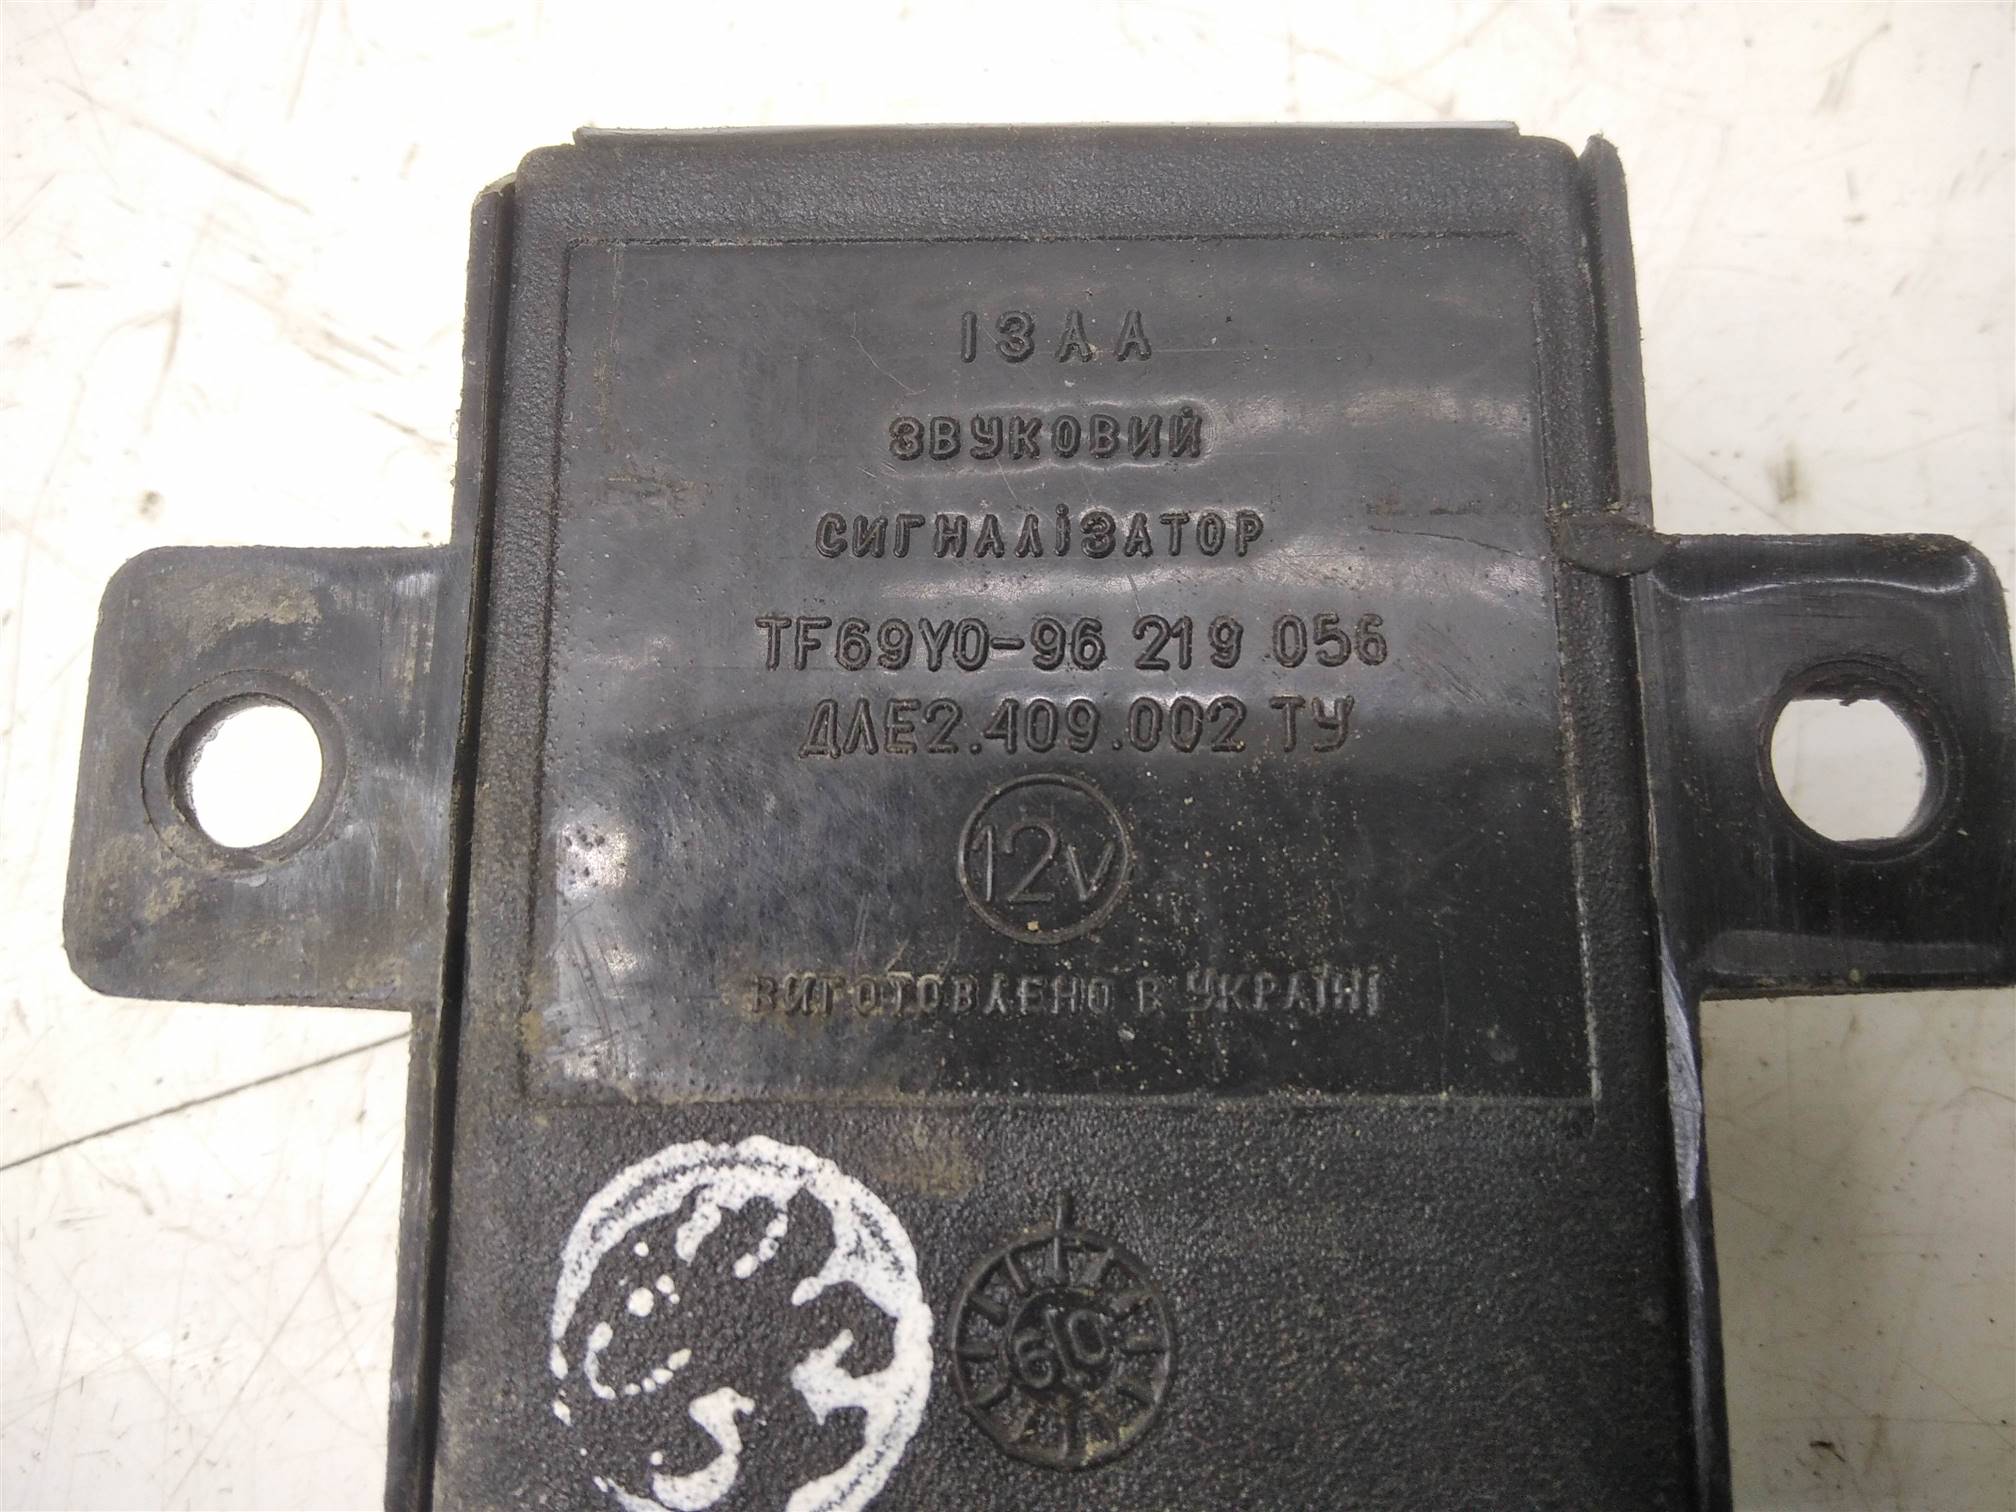 ІЗАА
ЗВУКОВИЙ
СИГНАЛІЗАТОР
TF69Y0-96 219 056
ДЛЕ2.409.002 ТУ
12V
ВИГОТОВЛЕНО В УКРАЇНІ